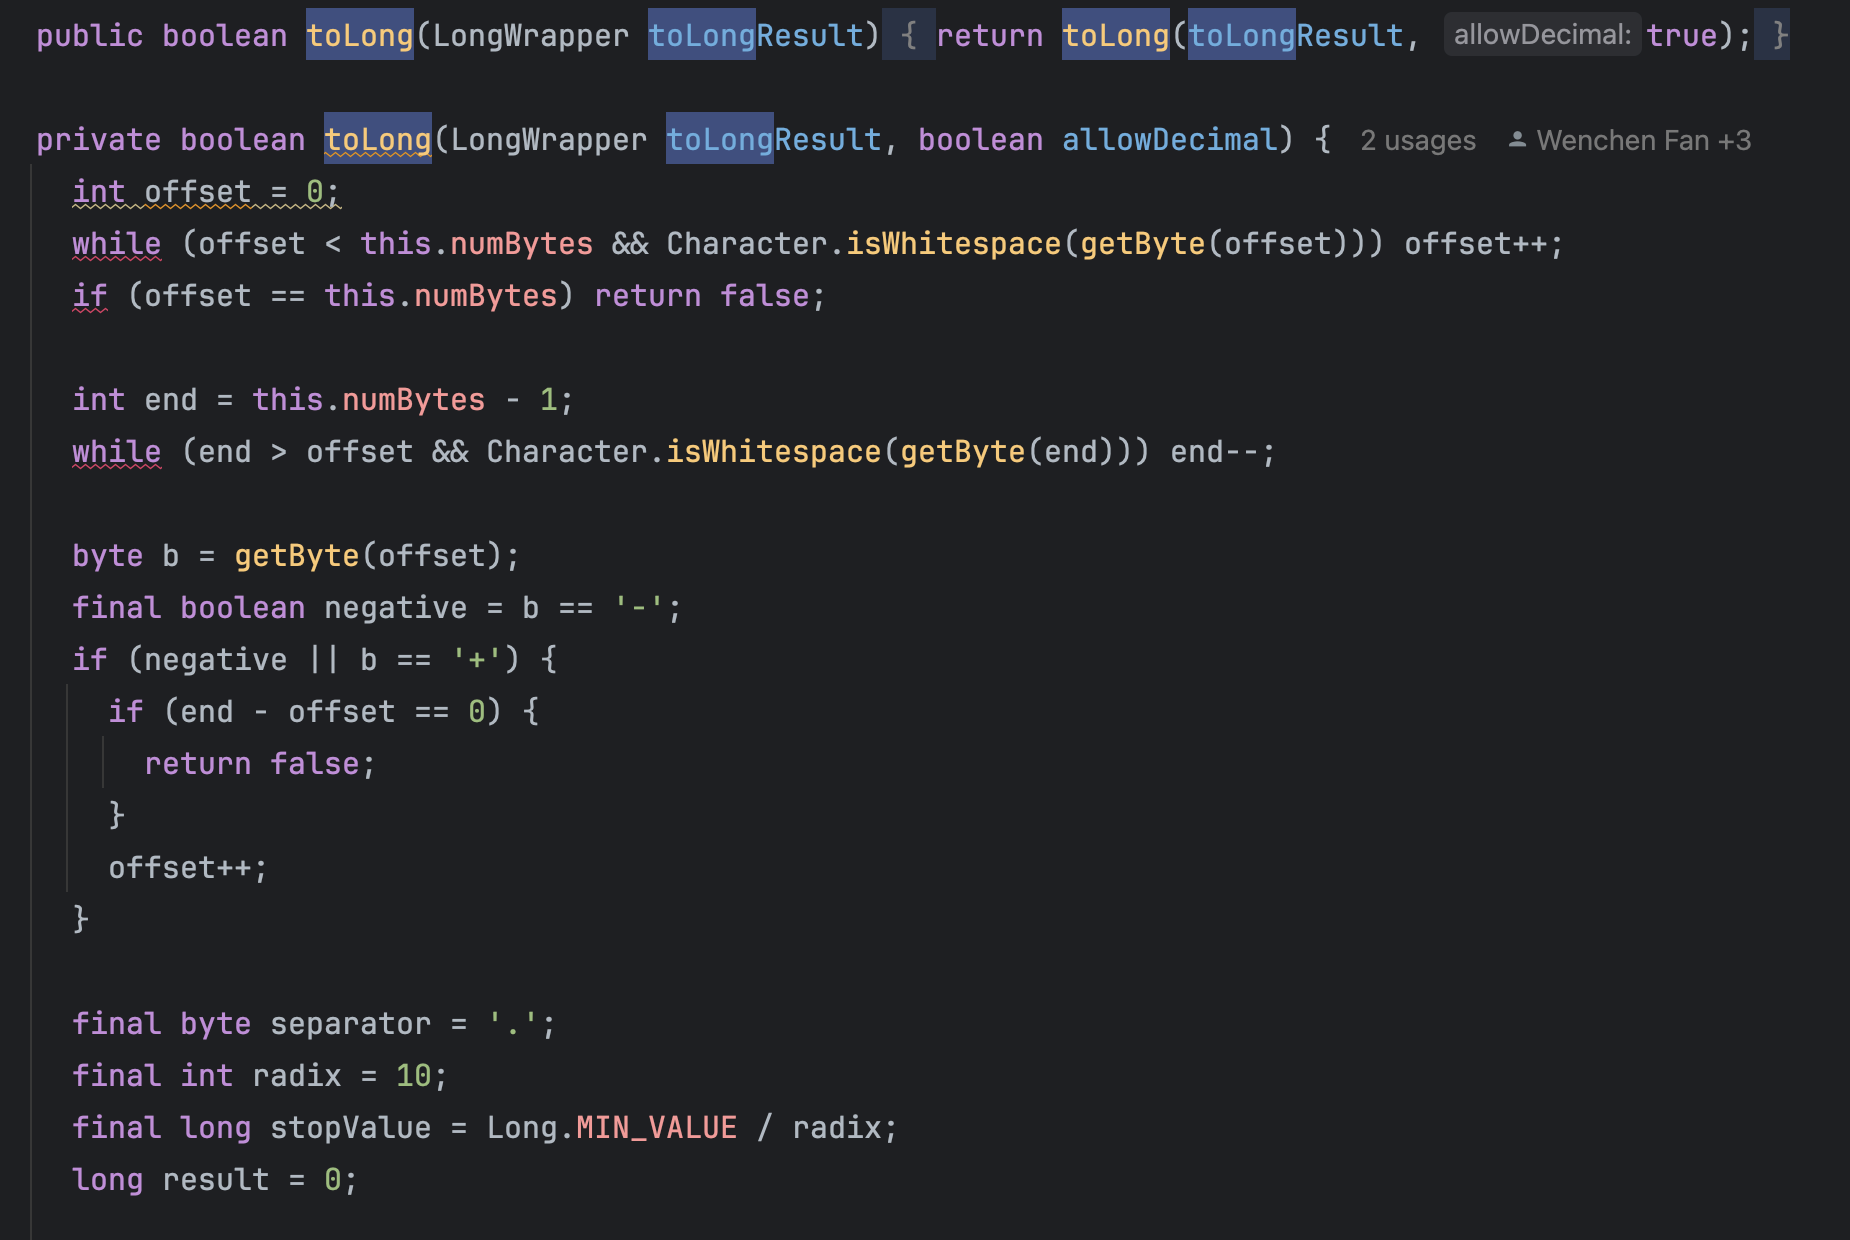 public boolean toLong(LongWrapper toLongResult) { return toLong(toLongResult, allowDecimal: true); }
private boolean toLong(LongWrapper toLongResult, boolean allowDecimal) { 2 usages Wenchen Fan +3
int offset = 0;
while (offset < this.numBytes && Character.isWhitespace(getByte(offset))) offset++;
if (offset == this.numBytes) return false;
int end = this.numBytes - 1;
while (end > offset && Character.isWhitespace(getByte(end))) end--;
byte b = getByte(offset);
final boolean negative = b == '-';
if (negative || b == '+') {
if (end - offset == 0) {
return false;
}
offset++;
}
final byte separator = '.';
final int radix = 10;
final long stopValue = Long.MIN_VALUE / radix;
long result = 0;